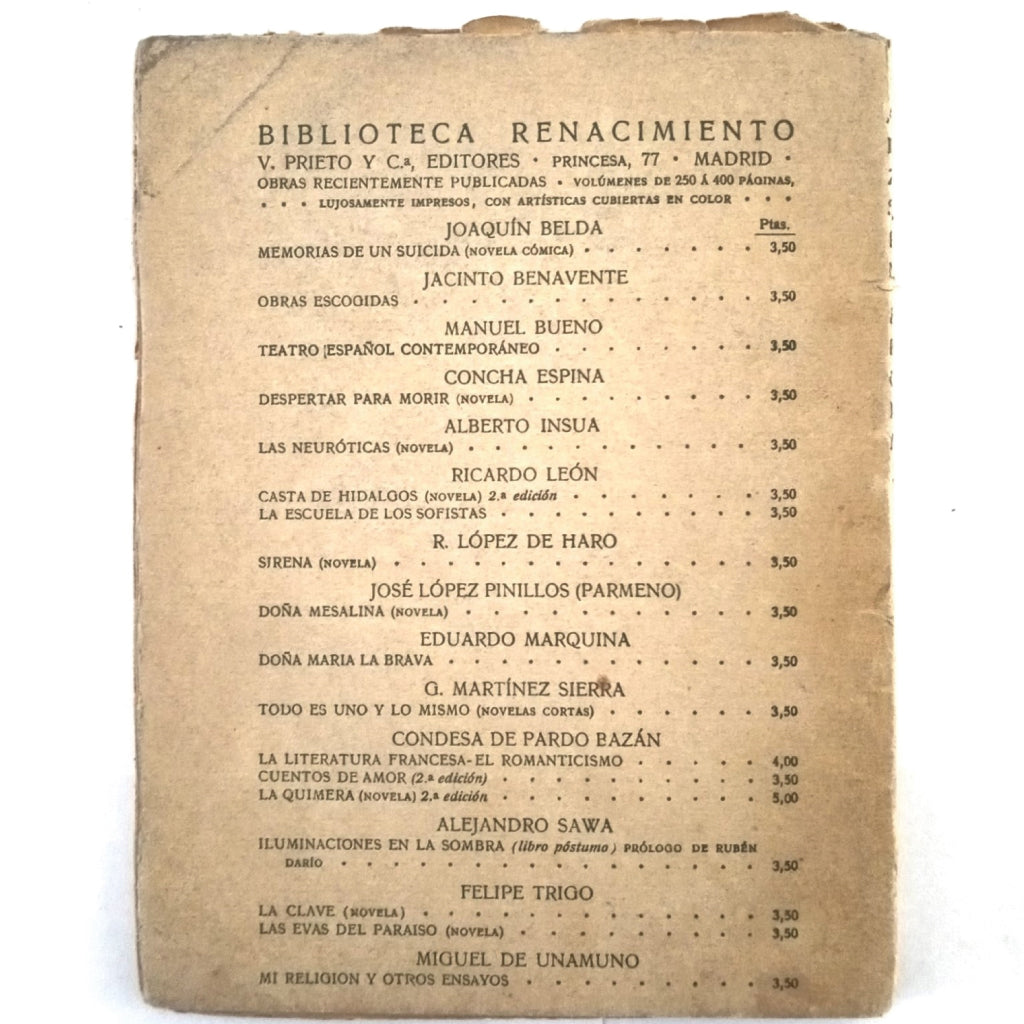 BIBLIOTECA RENACIMIENTO
V. PRIETO Y C.ª, EDITORES • PRINCESA, 77 • MADRID •
OBRAS RECIENTEMENTE PUBLICADAS • VOLÚMENES DE 250 Á 400 PÁGINAS,
• • • LUJOSAMENTE IMPRESOS, CON ARTÍSTICAS CUBIERTAS EN COLOR • • •
JOAQUÍN BELDA Ptas.
MEMORIAS DE UN SUICIDA (NOVELA CÓMICA) • • • • • • • 3,50
JACINTO BENAVENTE
OBRAS ESCOGIDAS • • • • • • • • • • • • • 3,50
MANUEL BUENO
TEATRO ESPAÑOL CONTEMPORÁNEO • • • • • • • • 3,50
CONCHA ESPINA
DESPERTAR PARA MORIR (NOVELA) • • • • • • • • • 3,50
ALBERTO INSUA
LAS NEURÓTICAS (NOVELA) • • • • • • • • • • • 3,50
RICARDO LEÓN
CASTA DE HIDALGOS (NOVELA) 2.ª edición • • • • • • • 3,50
LA ESCUELA DE LOS SOFISTAS • • • • • • • • • • 3,50
R. LÓPEZ DE HARO
SIRENA (NOVELA) • • • • • • • • • • • • • 3,50
JOSÉ LÓPEZ PINILLOS (PARMENO)
DOÑA MESALINA (NOVELA) • • • • • • • • • • • 3,50
EDUARDO MARQUINA
DOÑA MARIA LA BRAVA • • • • • • • • • • • • 3,50
G. MARTÍNEZ SIERRA
TODO ES UNO Y LO MISMO (NOVELAS CORTAS) • • • • • • 3,50
CONDESA DE PARDO BAZÁN
LA LITERATURA FRANCESA-EL ROMANTICISMO • • • • • 4,00
CUENTOS DE AMOR (2.ª edición) • • • • • • • • • • 3,50
LA QUIMERA (NOVELA) 2.ª edición • • • • • • • • • • 5,00
ALEJANDRO SAWA
ILUMINACIONES EN LA SOMBRA (libro póstumo) PRÓLOGO DE RUBÉN
DARÍO • • • • • • • • • • • • • • • • 3,50
FELIPE TRIGO
LA CLAVE (NOVELA) • • • • • • • • • • • • • 3,50
LAS EVAS DEL PARAISO (NOVELA) • • • • • • • • • 3,50
MIGUEL DE UNAMUNO
MI RELIGION Y OTROS ENSAYOS • • • • • • • • • 3,50